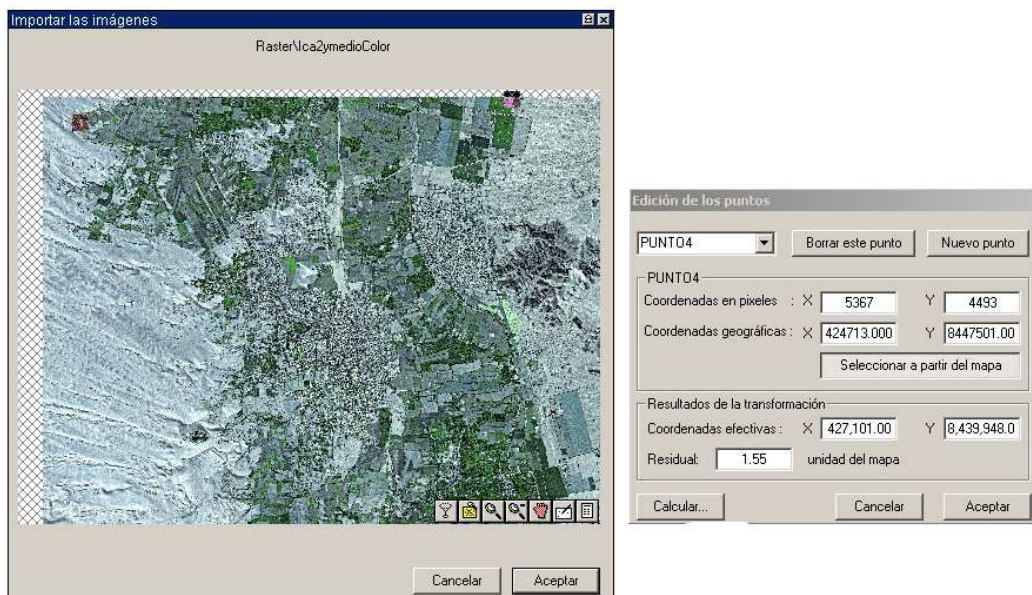 Importar las imágenes
Raster\Ica2ymedioColor
Cancelar
Aceptar
Edición de los puntos
PUNTO4
Borrar este punto
Nuevo punto
PUNTO4
Coordenadas en pixeles : X 5367 Y 4493
Coordenadas geográficas : X 424713.000 Y 8447501.00
Seleccionar a partir del mapa
Resultados de la transformación
Coordenadas efectivas : X 427,101.00 Y 8,439,948.0
Residual: 1.55 unidad del mapa
Calcular...
Cancelar
Aceptar